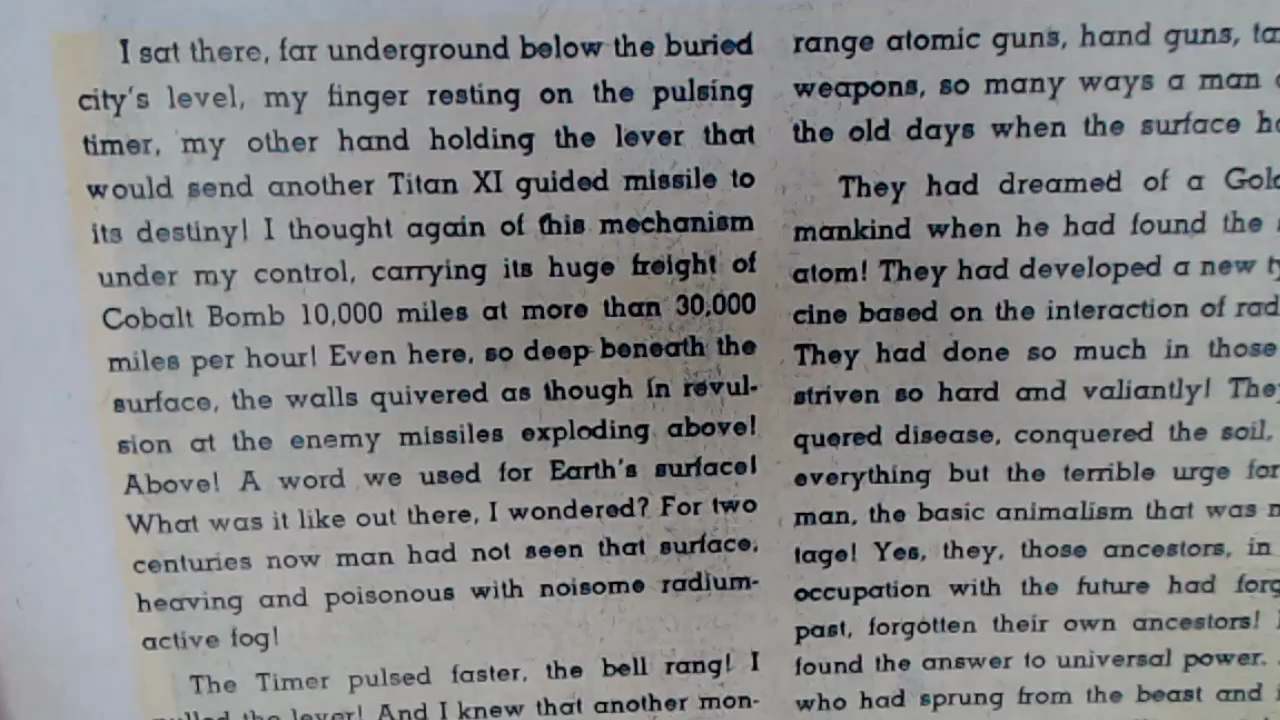 I sat there, far underground below the buried
city's level, my finger resting on the pulsing
timer, my other hand holding the lever that
would send another Titan XI guided missile to
its destiny! I thought again of this mechanism
under my control, carrying its huge freight of
Cobalt Bomb 10,000 miles at more than 30,000
miles per hour! Even here, so deep beneath the
surface, the walls quivered as though in revul-
sion at the enemy missiles exploding above!
Above! A word we used for Earth's surface!
What was it like out there, I wondered? For two
centuries now man had not seen that surface,
heaving and poisonous with noisome radium-
active fog!
The Timer pulsed faster, the bell rang! I
the lever! And I knew that another mon-
range atomic guns, hand guns,
weapons, so many ways a man
the old days when the surface
They had dreamed of a
mankind when he had found the
atom! They had developed a new
cine based on the interaction of
They had done so much in those
striven so hard and valiantly!
quered disease, conquered the soil,
everything but the terrible urge for
man, the basic animalism that was
tage! Yes, they, those ancestors, in
occupation with the future had
past, forgotten their own ancestors!
found the answer to universal power.
who had sprung from the beast and